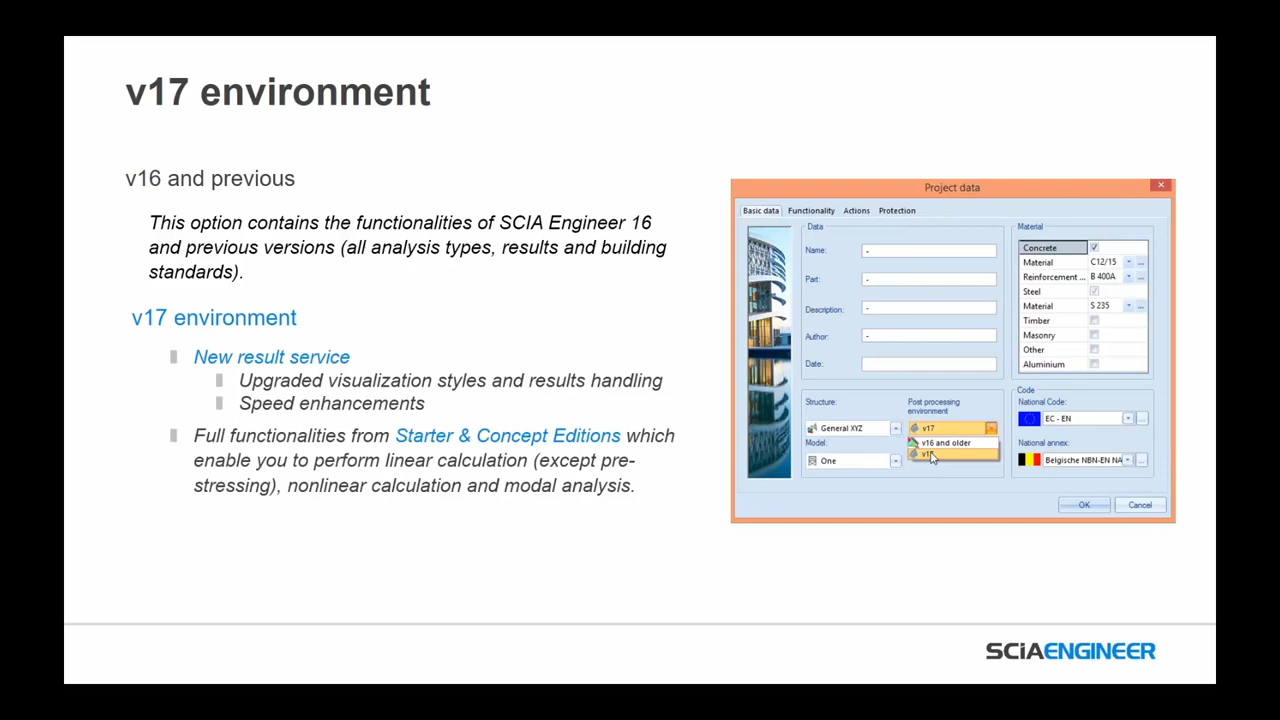 v17 environment
v16 and previous
This option contains the functionalities of SCIA Engineer 16
and previous versions (all analysis types, results and building
standards).
v17 environment
New result service
Upgraded visualization styles and results handling
Speed enhancements
Full functionalities from Starter & Concept Editions which
enable you to perform linear calculation (except pre-
stressing), nonlinear calculation and modal analysis.
Project data
Basic data Functionality Actions Protection
Data
Name: -
Part: -
Description: -
Author: -
Date:
Material
Concrete
Material C12/15 ...
Reinforcement ... B 400A ...
Steel
Material S 235 ...
Timber
Masonry
Other
Aluminium
Structure:
General XYZ
Model:
One
Post processing
environment
v17
v16 and older
Code
National Code:
EC - EN ...
National annex:
Belgische NBN-EN NA ...
OK Cancel
SCiAENGINEER